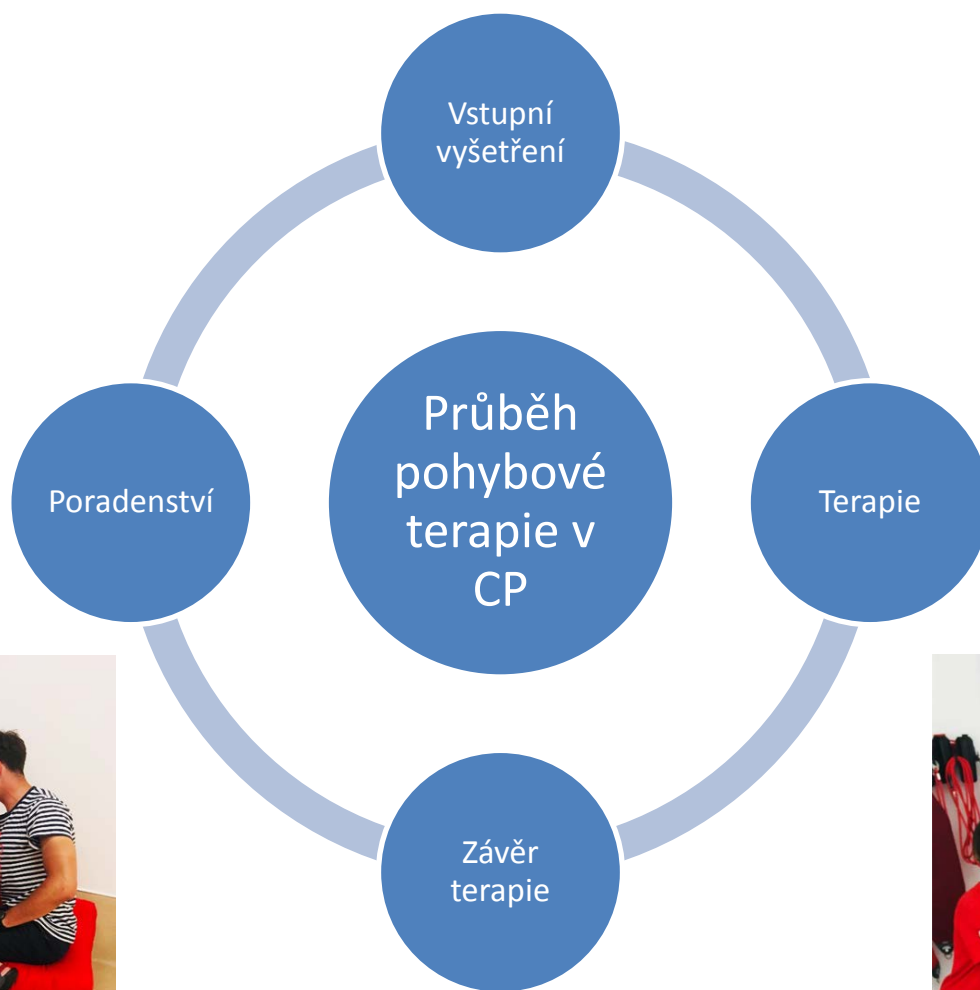 Vstupní
vyšetření
Průběh
pohybové
terapie v
CP
Poradenství
Terapie
Závěr
terapie